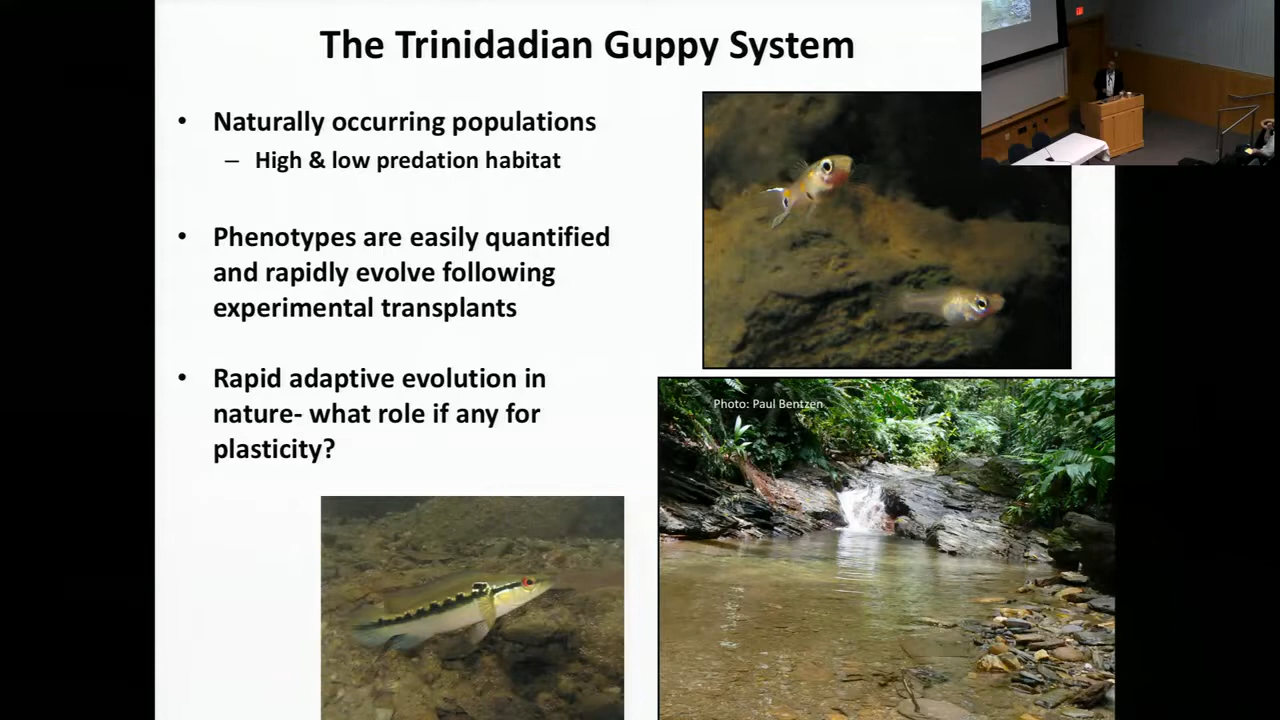 The Trinidadian Guppy System
• Naturally occurring populations
– High & low predation habitat
• Phenotypes are easily quantified
and rapidly evolve following
experimental transplants
• Rapid adaptive evolution in
nature- what role if any for
plasticity?
Photo: Paul Bentzen